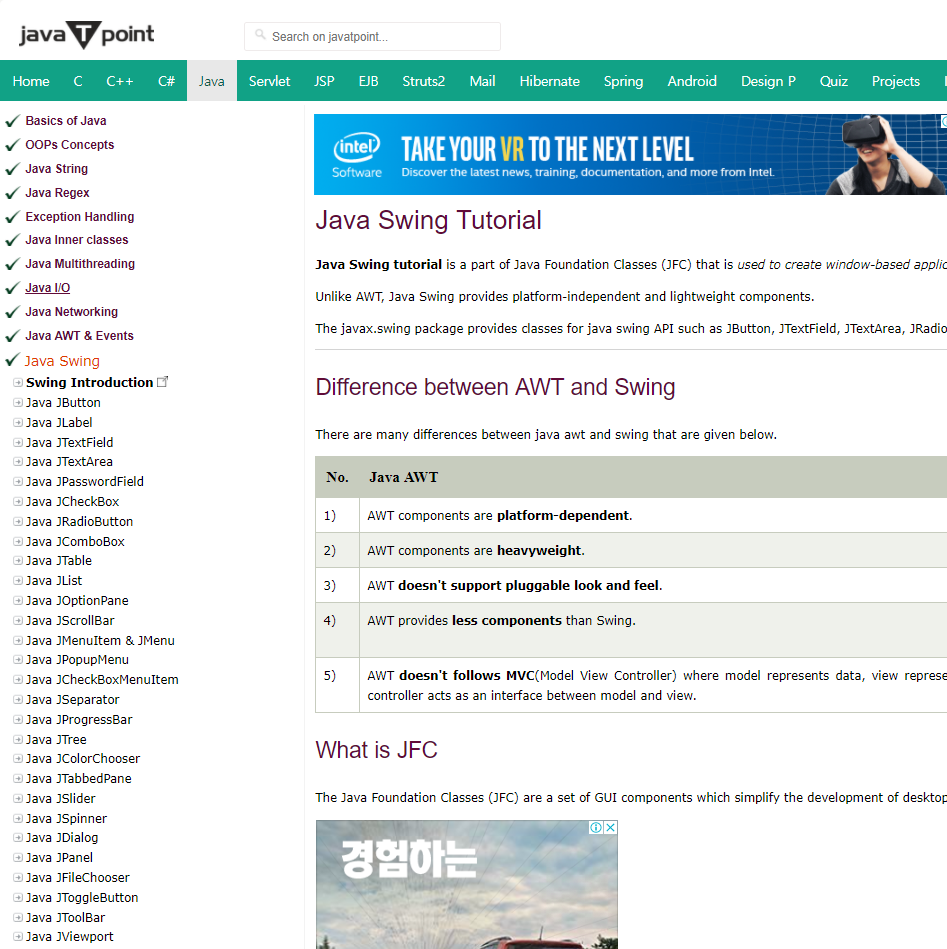 javaTpoint
Search on javatpoint...
Home C C++ C# Java Servlet JSP EJB Struts2 Mail Hibernate Spring Android Design P Quiz Projects
Basics of Java
OOPs Concepts
Java String
Java Regex
Exception Handling
Java Inner classes
Java Multithreading
Java I/O
Java Networking
Java AWT & Events
Java Swing
Swing Introduction
Java JButton
Java JLabel
Java JTextField
Java JTextArea
Java JPasswordField
Java JCheckBox
Java JRadioButton
Java JComboBox
Java JTable
Java JList
Java JOptionPane
Java JScrollBar
Java JMenuItem & JMenu
Java JPopupMenu
Java JCheckBoxMenuItem
Java JSeparator
Java JProgressBar
Java JTree
Java JColorChooser
Java JTabbedPane
Java JSlider
Java JSpinner
Java JDialog
Java JPanel
Java JFileChooser
Java JToggleButton
Java JToolBar
Java JViewport
intel
Software
TAKE YOUR VR TO THE NEXT LEVEL
Discover the latest news, training, documentation, and more from Intel.
Java Swing Tutorial
Java Swing tutorial is a part of Java Foundation Classes (JFC) that is used to create window-based applic
Unlike AWT, Java Swing provides platform-independent and lightweight components.
The javax.swing package provides classes for java swing API such as JButton, JTextField, JTextArea, JRadio
Difference between AWT and Swing
There are many differences between java awt and swing that are given below.
No. Java AWT
1) AWT components are platform-dependent.
2) AWT components are heavyweight.
3) AWT doesn't support pluggable look and feel.
4) AWT provides less components than Swing.
5) AWT doesn't follows MVC(Model View Controller) where model represents data, view represe
controller acts as an interface between model and view.
What is JFC
The Java Foundation Classes (JFC) are a set of GUI components which simplify the development of desktop
경험하는